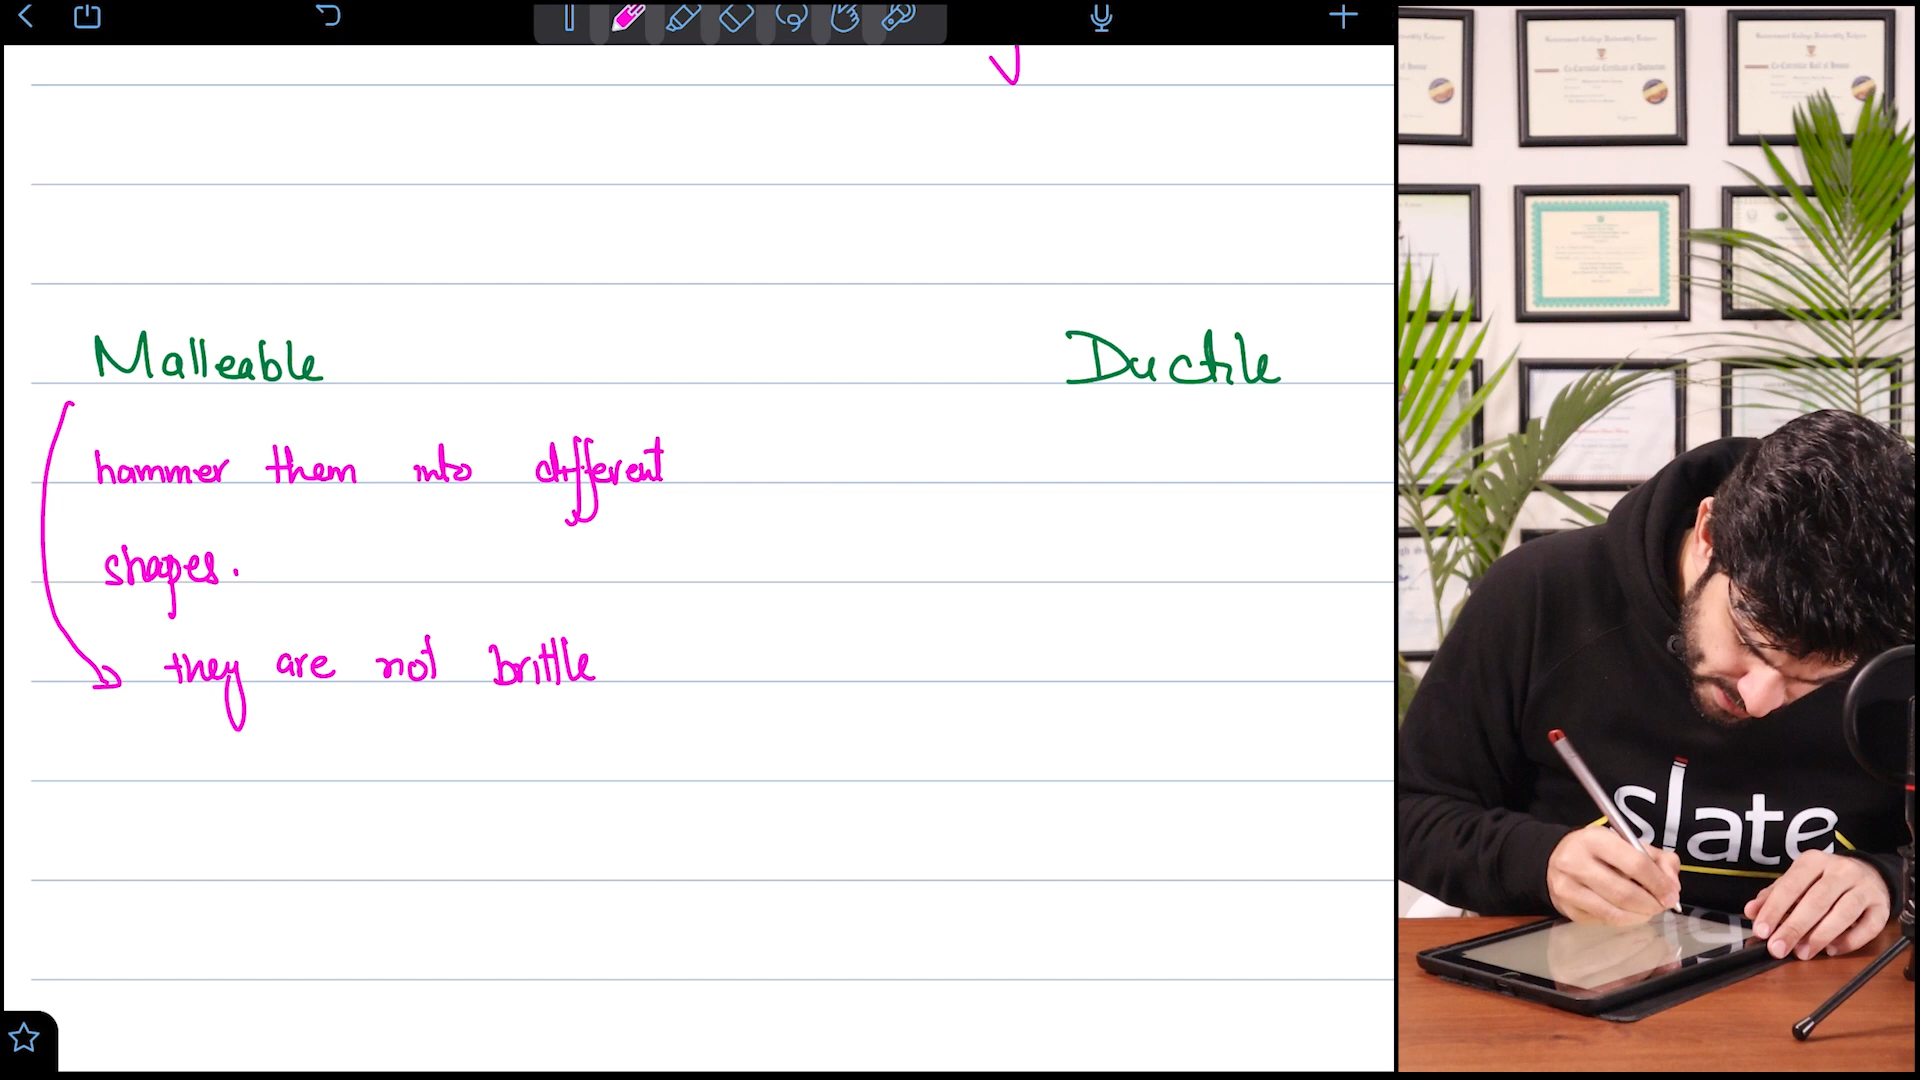 Malleable
Ductile
hammer them into different
shapes.
they are not brittle
slate